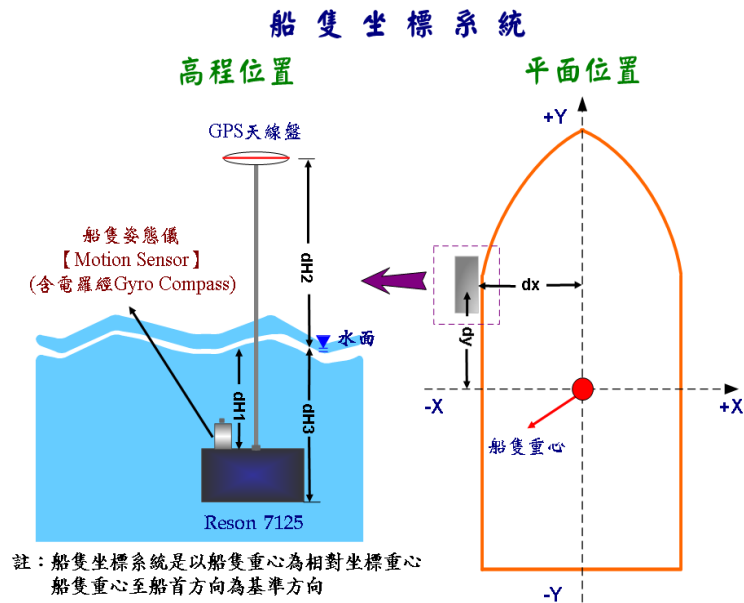 船隻坐標系統
高程位置
平面位置
+Y
GPS天線盤
船隻姿態儀
【Motion Sensor】
(含電羅經Gyro Compass)
dH2
dx
dy
水面
dH1
dH3
-X
+X
船隻重心
Reson 7125
註：船隻坐標系統是以船隻重心為相對坐標重心
船隻重心至船首方向為基準方向
-Y